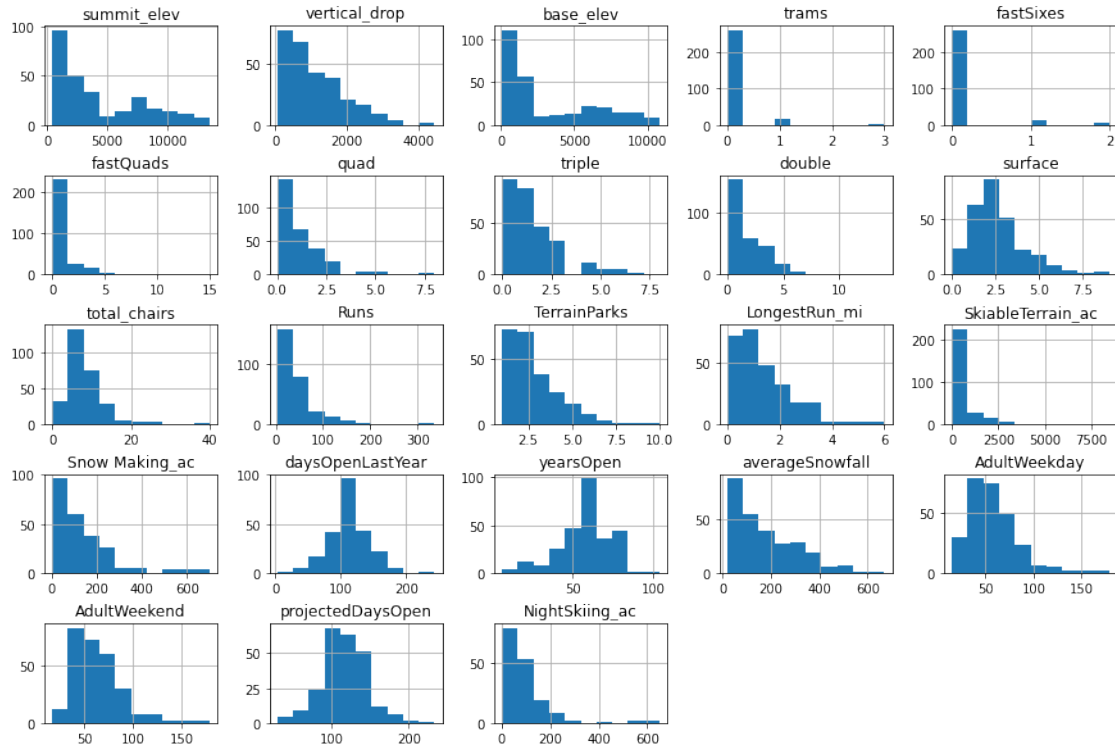 summit_elev
100
50
0
0 5000 10000
vertical_drop
50
0
0 2000 4000
base_elev
100
50
0
0 5000 10000
trams
200
100
0
0 1 2 3
fastSixes
200
100
0
0 1 2
fastQuads
200
100
0
0 5 10 15
quad
100
50
0
0.0 2.5 5.0 7.5
triple
50
0
0.0 2.5 5.0 7.5
double
100
0
0 5 10
surface
50
0
0.0 2.5 5.0 7.5
total_chairs
100
50
0
0 20 40
Runs
100
0
0 100 200 300
TerrainParks
50
0
2.5 5.0 7.5 10.0
LongestRun_mi
50
0
0 2 4 6
SkiableTerrain_ac
200
100
0
0 2500 5000 7500
Snow Making_ac
100
50
0
0 200 400 600
daysOpenLastYear
50
0
0 100 200
yearsOpen
100
50
0
50 100
averageSnowfall
50
0
0 200 400 600
AdultWeekday
50
0
50 100 150
AdultWeekend
50
0
50 100 150
projectedDaysOpen
50
25
0
100 200
NightSkiing_ac
50
0
0 200 400 600